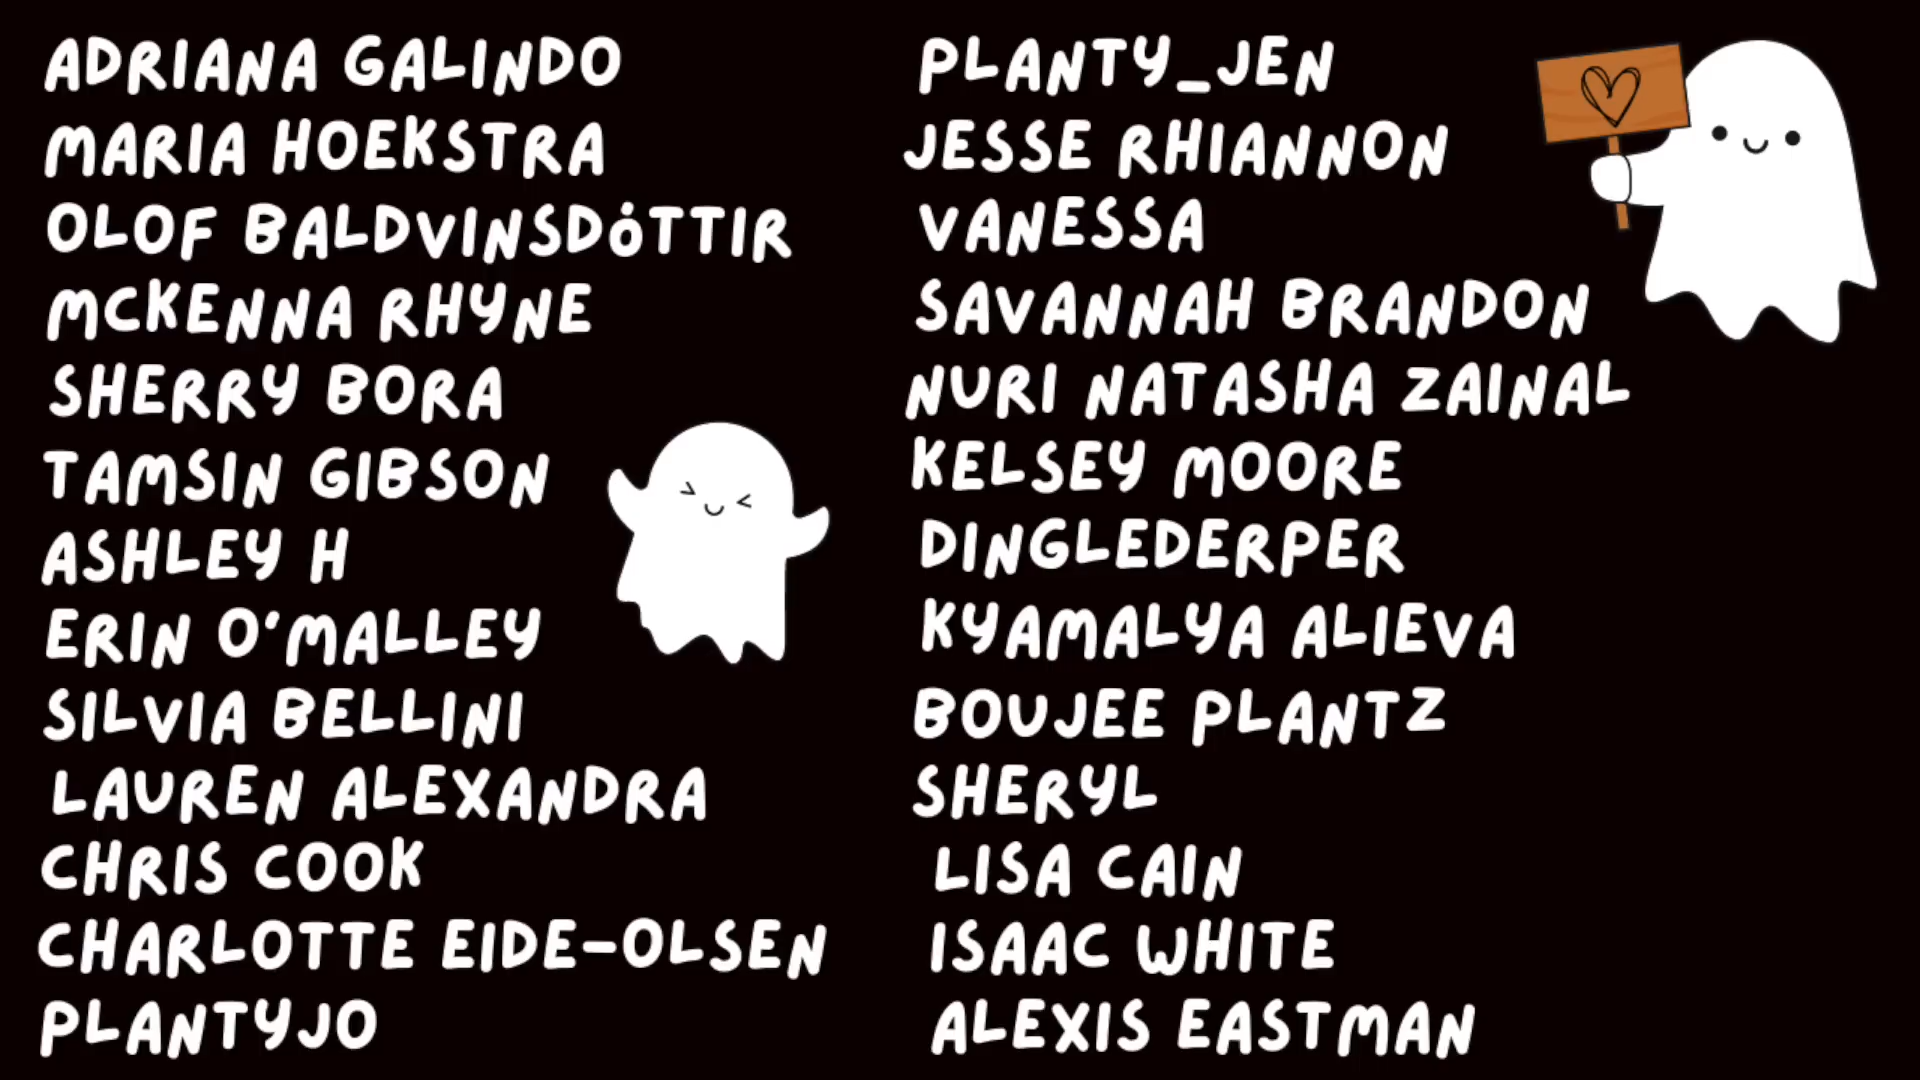 ADRIANA GALINDO
MARIA HOEKSTRA
OLOF BALDVINSDóTTIR
MCKENNA RHYNE
SHERRY BORA
TAMSIN GIBSON
ASHLEY H
ERIN O'MALLEY
SILVIA BELLINI
LAUREN ALEXANDRA
CHRIS COOK
CHARLOTTE EIDE-OLSEN
PLANTYJO
PLANTY_JEN
JESSE RHIANNON
VANESSA
SAVANNAH BRANDON
NURI NATASHA ZAINAL
KELSEY MOORE
DINGLEDERPER
KYAMALYA ALIEVA
BOUJEE PLANTZ
SHERYL
LISA CAIN
ISAAC WHITE
ALEXIS EASTMAN